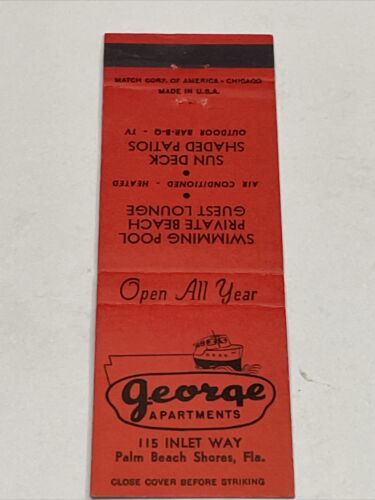 MATCH CORP. OF AMERICA - CHICAGO
MADE IN U.S.A.
SWIMMING POOL
PRIVATE BEACH
GUEST LOUNGE
•
AIR CONDITIONED - HEATED
•
SUN DECK
SHADED PATIOS
OUTDOOR BAR-B-Q - TV
Open All Year
george
APARTMENTS
115 INLET WAY
Palm Beach Shores, Fla.
CLOSE COVER BEFORE STRIKING